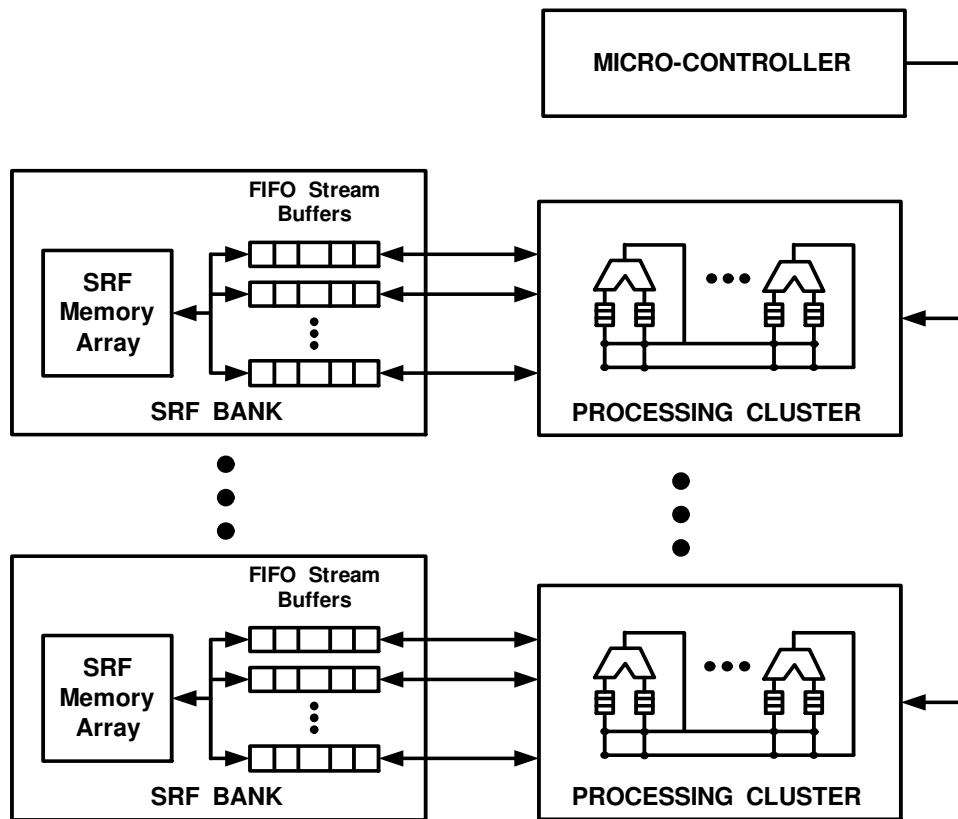 MICRO-CONTROLLER
FIFO Stream
Buffers
SRF
Memory
Array
SRF BANK
PROCESSING CLUSTER
FIFO Stream
Buffers
SRF
Memory
Array
SRF BANK
PROCESSING CLUSTER